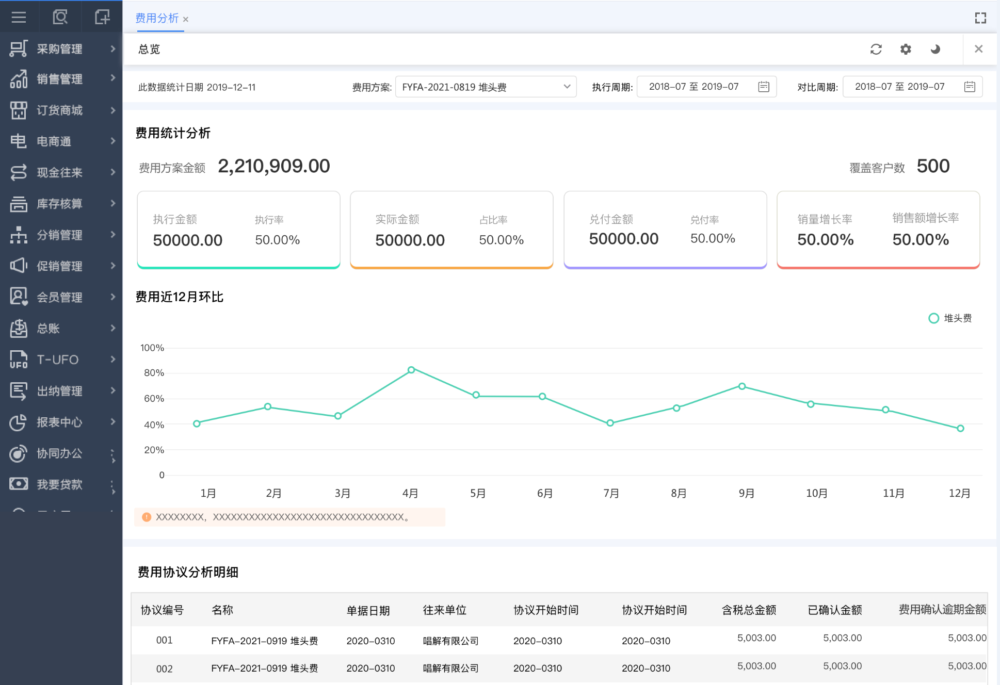 费用分析 ×
采购管理
销售管理
订货商城
电商通
现金往来
库存核算
分销管理
促销管理
会员管理
总账
UFO T-UFO
出纳管理
报表中心
协同办公
我要贷款
总览
此数据统计日期 2019-12-11
费用方案: FYFA-2021-0819 堆头费
执行周期: 2018-07 至 2019-07
对比周期: 2018-07 至 2019-07
费用统计分析
费用方案金额 2,210,909.00
覆盖客户数 500
执行金额 执行率
50000.00 50.00%
实际金额 占比率
50000.00 50.00%
兑付金额 兑付率
50000.00 50.00%
销量增长率 销售额增长率
50.00% 50.00%
费用近12月环比
堆头费
100%
80%
60%
40%
20%
0
1月 2月 3月 4月 5月 6月 7月 8月 9月 10月 11月 12月
XXXXXXXX，XXXXXXXXXXXXXXXXXXXXXXXXXXXXXXXX。
费用协议分析明细
协议编号 名称 单据日期 往来单位 协议开始时间 协议开始时间 含税总金额 已确认金额 费用确认逾期金额
001 FYFA-2021-0919 堆头费 2020-0310 唱解有限公司 2020-0310 2020-0310 5,003.00 5,003.00 5,003.00
002 FYFA-2021-0919 堆头费 2020-0310 唱解有限公司 2020-0310 2020-0310 5,003.00 5,003.00 5,003.00